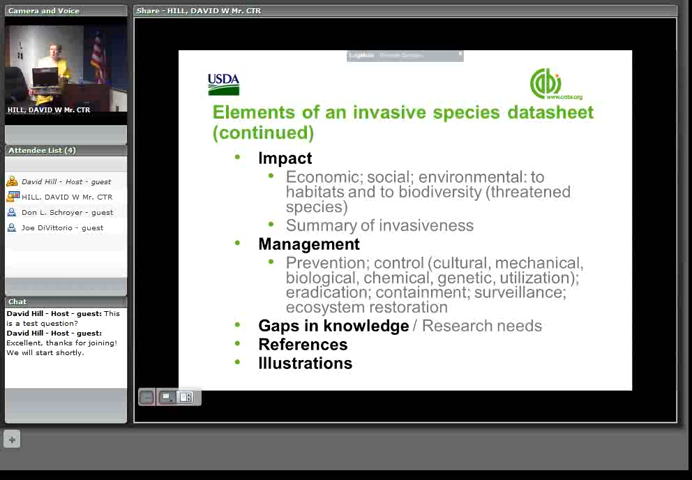 Camera and Voice
Share - HILL, DAVID W Mr. CTR
HILL, DAVID W Mr. CTR
Attendee List (4)
David Hill - Host - guest
HILL. DAVID W Mr. CTR
Don L. Schroyer - guest
Joe DiVittorio - guest
Chat
David Hill - Host - guest: This
is a test question?
David Hill - Host - guest:
Excellent, thanks for joining!
We will start shortly.
USDA
cabi
www.cabi.org
Elements of an invasive species datasheet
(continued)
• Impact
• Economic; social; environmental: to
habitats and to biodiversity (threatened
species)
• Summary of invasiveness
• Management
• Prevention; control (cultural, mechanical,
biological, chemical, genetic, utilization);
eradication; containment; surveillance;
ecosystem restoration
• Gaps in knowledge / Research needs
• References
• Illustrations